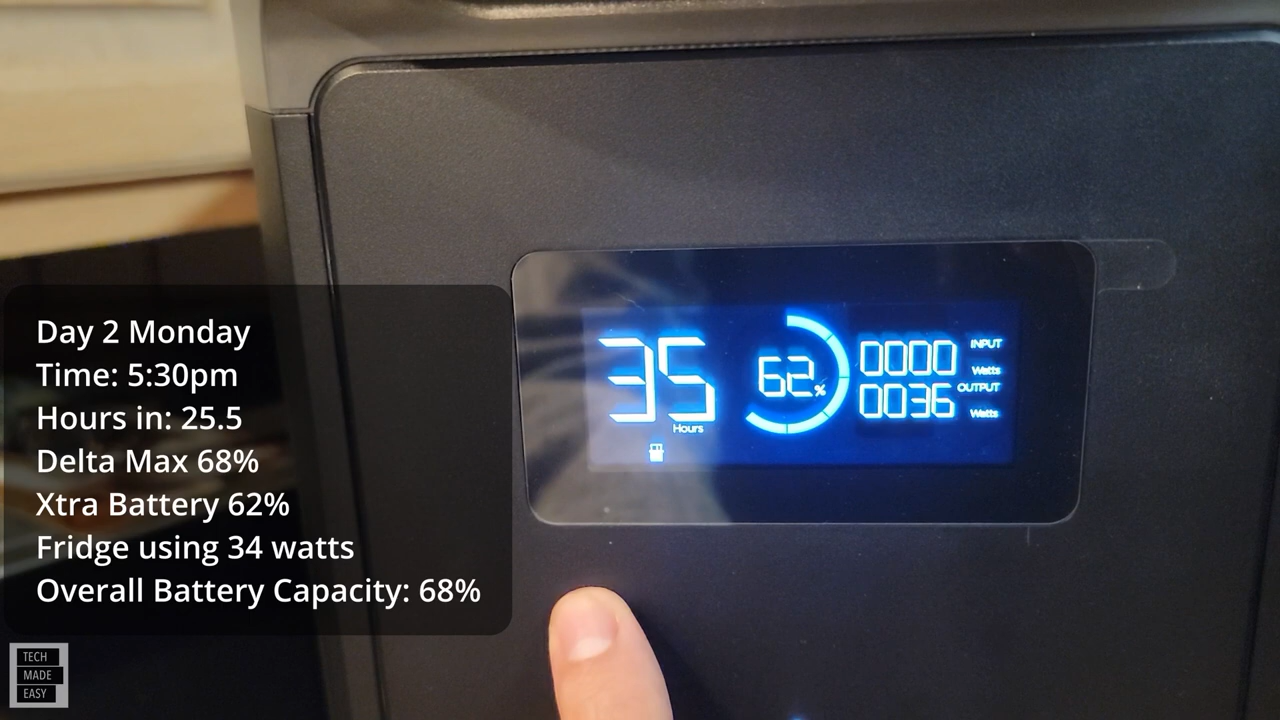 Day 2 Monday
Time: 5:30pm
Hours in: 25.5
Delta Max 68%
Xtra Battery 62%
Fridge using 34 watts
Overall Battery Capacity: 68%
TECH
MADE
EASY
35
Hours
62%
0000 INPUT
Watts
0036 OUTPUT
Watts